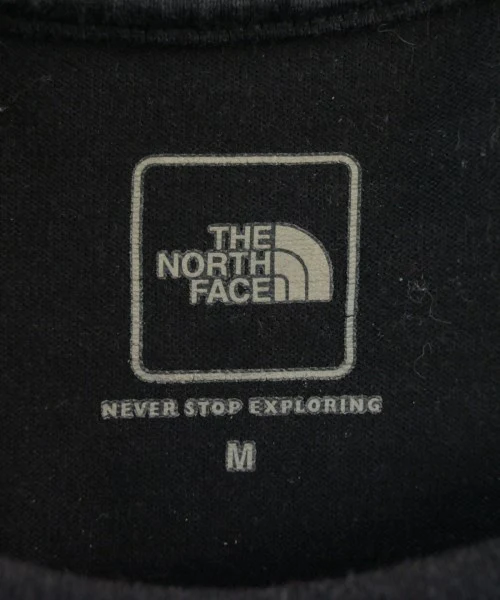 THE
NORTH
FACE
NEVER STOP EXPLORING
M